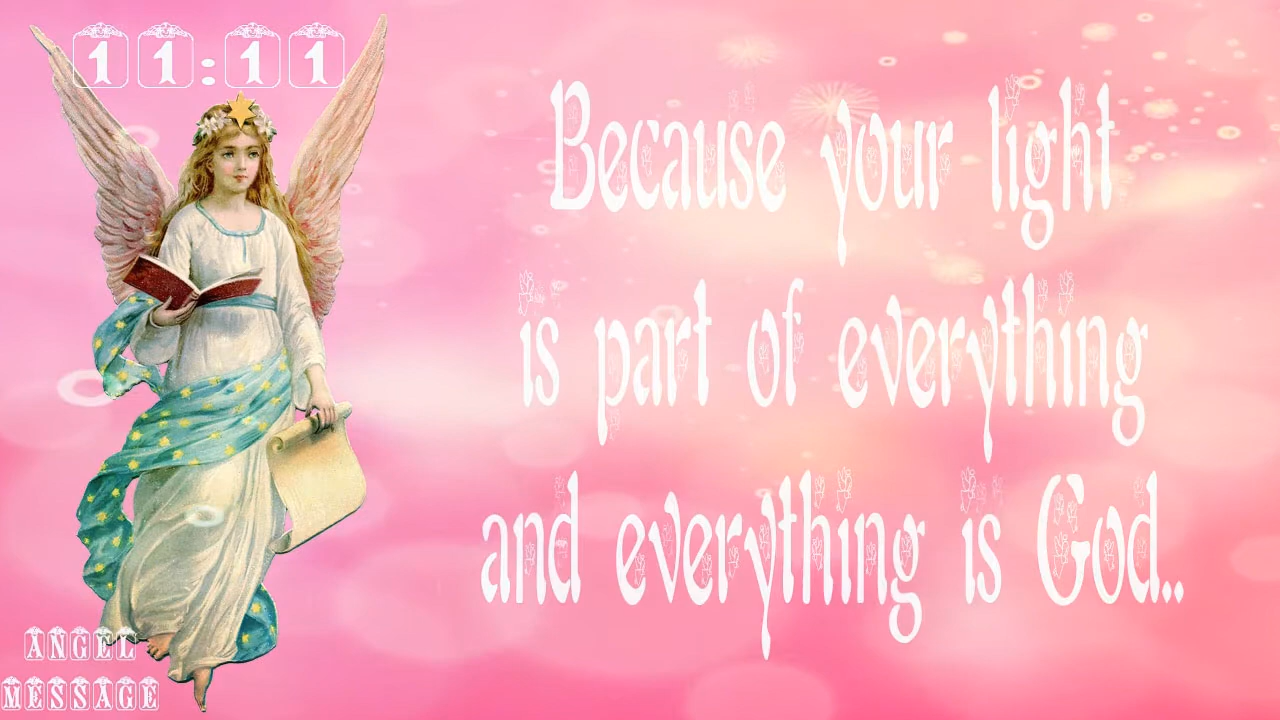 11:11
Because your light
is part of everything
and everything is God..
ANGEL
MESSAGE